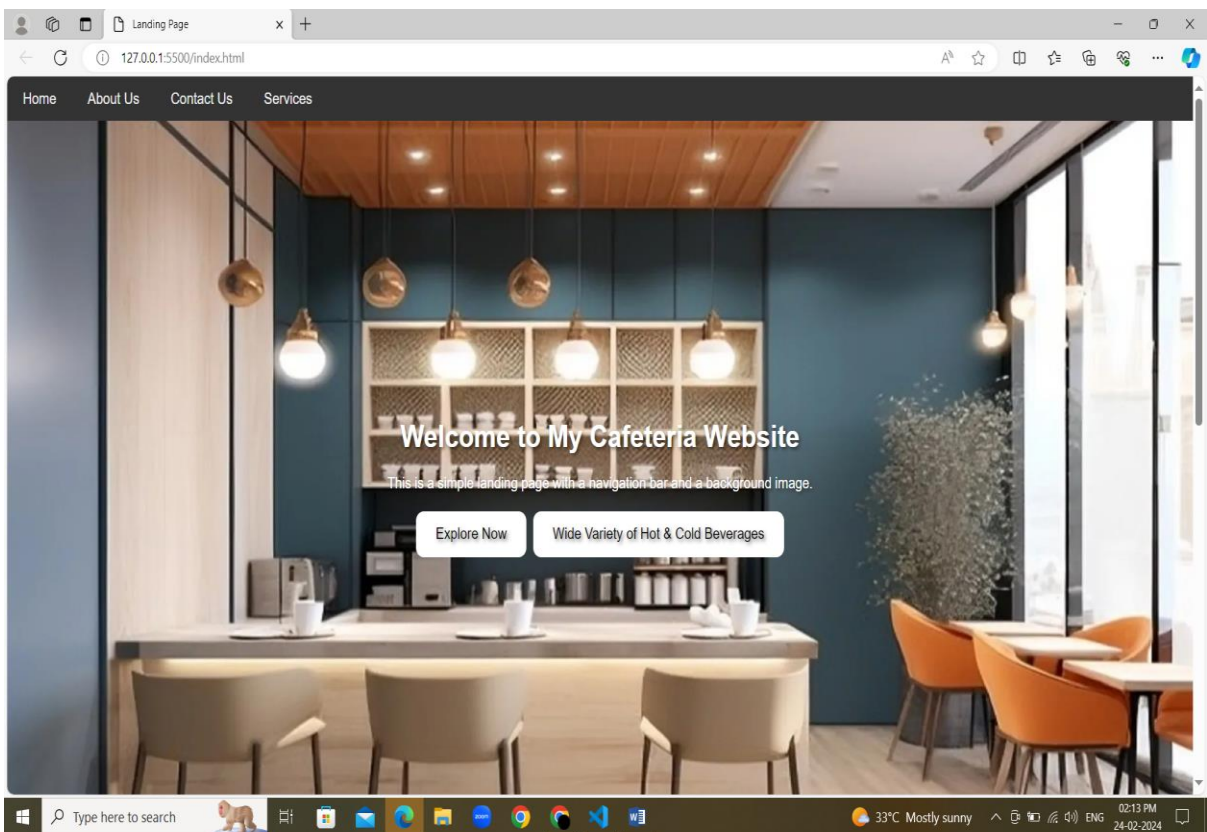 Landing Page
127.0.0.1:5500/index.html
Home About Us Contact Us Services
Welcome to My Cafeteria Website
This is a simple landing page with a navigation bar and a background image.
Explore Now Wide Variety of Hot & Cold Beverages
Type here to search
33°C Mostly sunny
ENG
02:13 PM
24-02-2024